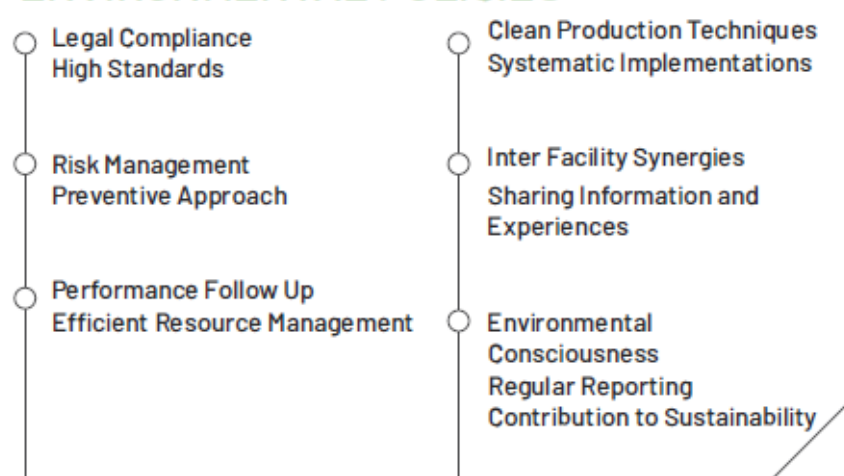 Legal Compliance
High Standards
Risk Management
Preventive Approach
Performance Follow Up
Efficient Resource Management
Clean Production Techniques
Systematic Implementations
Inter Facility Synergies
Sharing Information and
Experiences
Environmental
Consciousness
Regular Reporting
Contribution to Sustainability